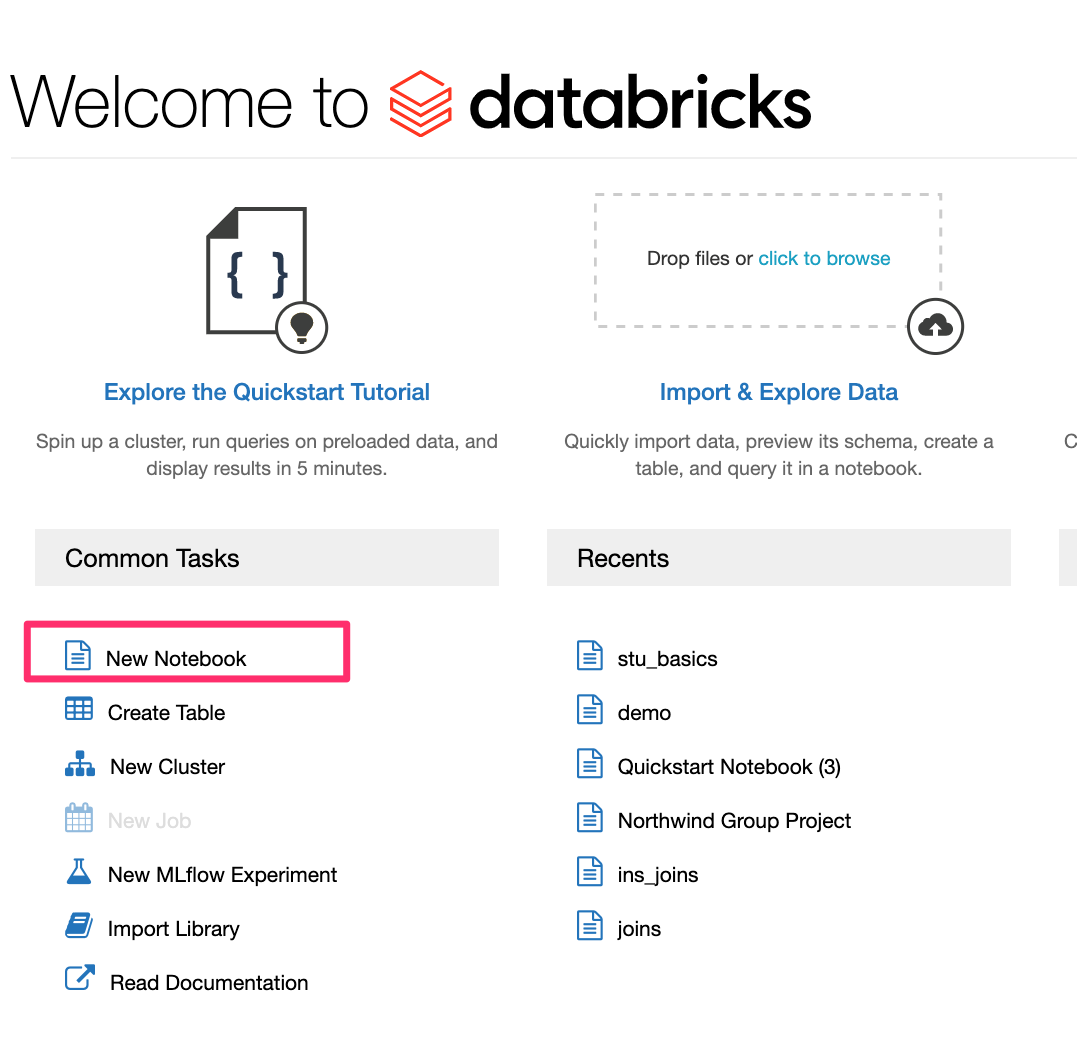 Welcome to databricks
{ }
Drop files or click to browse
Explore the Quickstart Tutorial
Spin up a cluster, run queries on preloaded data, and
display results in 5 minutes.
Import & Explore Data
Quickly import data, preview its schema, create a
table, and query it in a notebook.
C
Common Tasks
New Notebook
Create Table
New Cluster
New Job
New MLflow Experiment
Import Library
Read Documentation
Recents
stu_basics
demo
Quickstart Notebook (3)
Northwind Group Project
ins_joins
joins